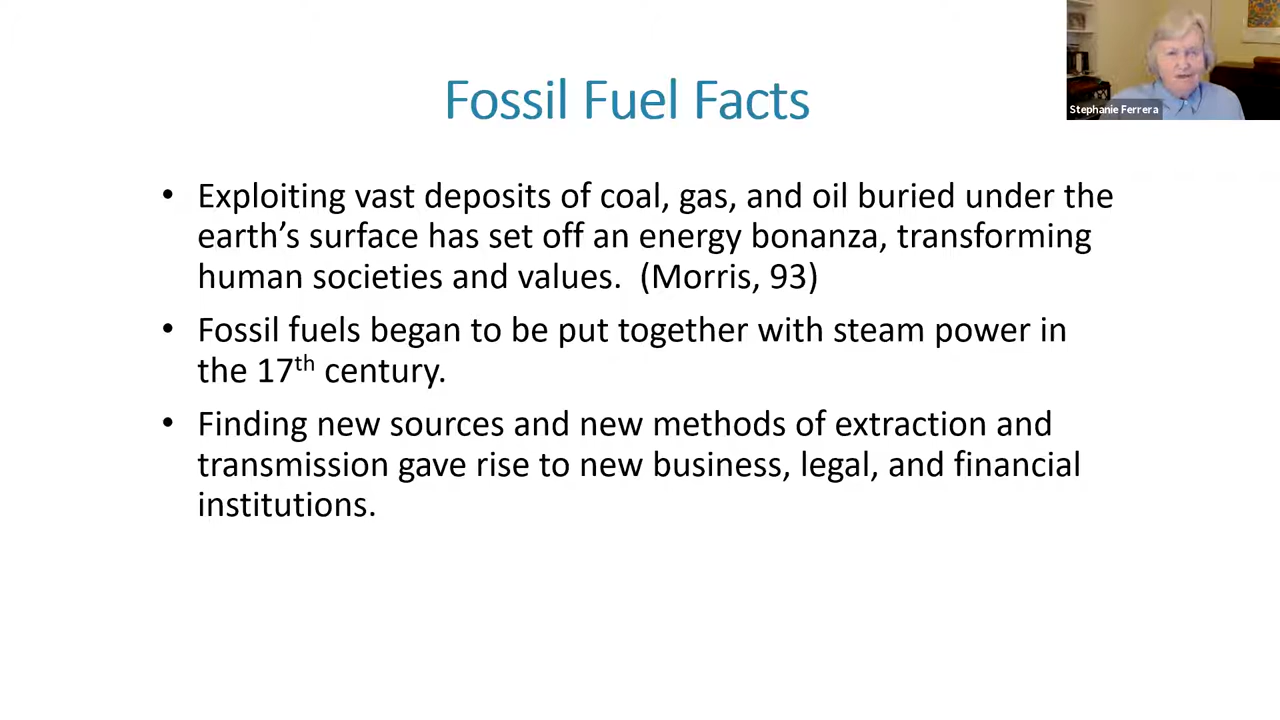 Fossil Fuel Facts
Stephanie Ferrera
• Exploiting vast deposits of coal, gas, and oil buried under the
earth’s surface has set off an energy bonanza, transforming
human societies and values.  (Morris, 93)
• Fossil fuels began to be put together with steam power in
the 17th century.
• Finding new sources and new methods of extraction and
transmission gave rise to new business, legal, and financial
institutions.